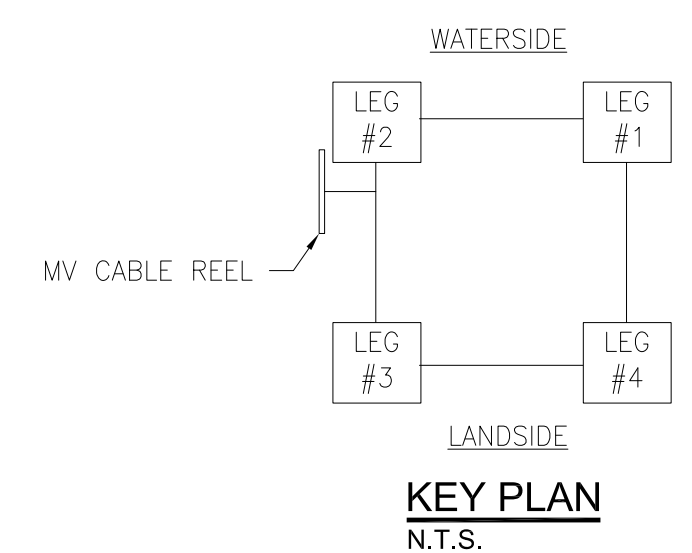 WATERSIDE
LEG
#2
LEG
#1
MV CABLE REEL
LEG
#3
LEG
#4
LANDSIDE
KEY PLAN
N.T.S.